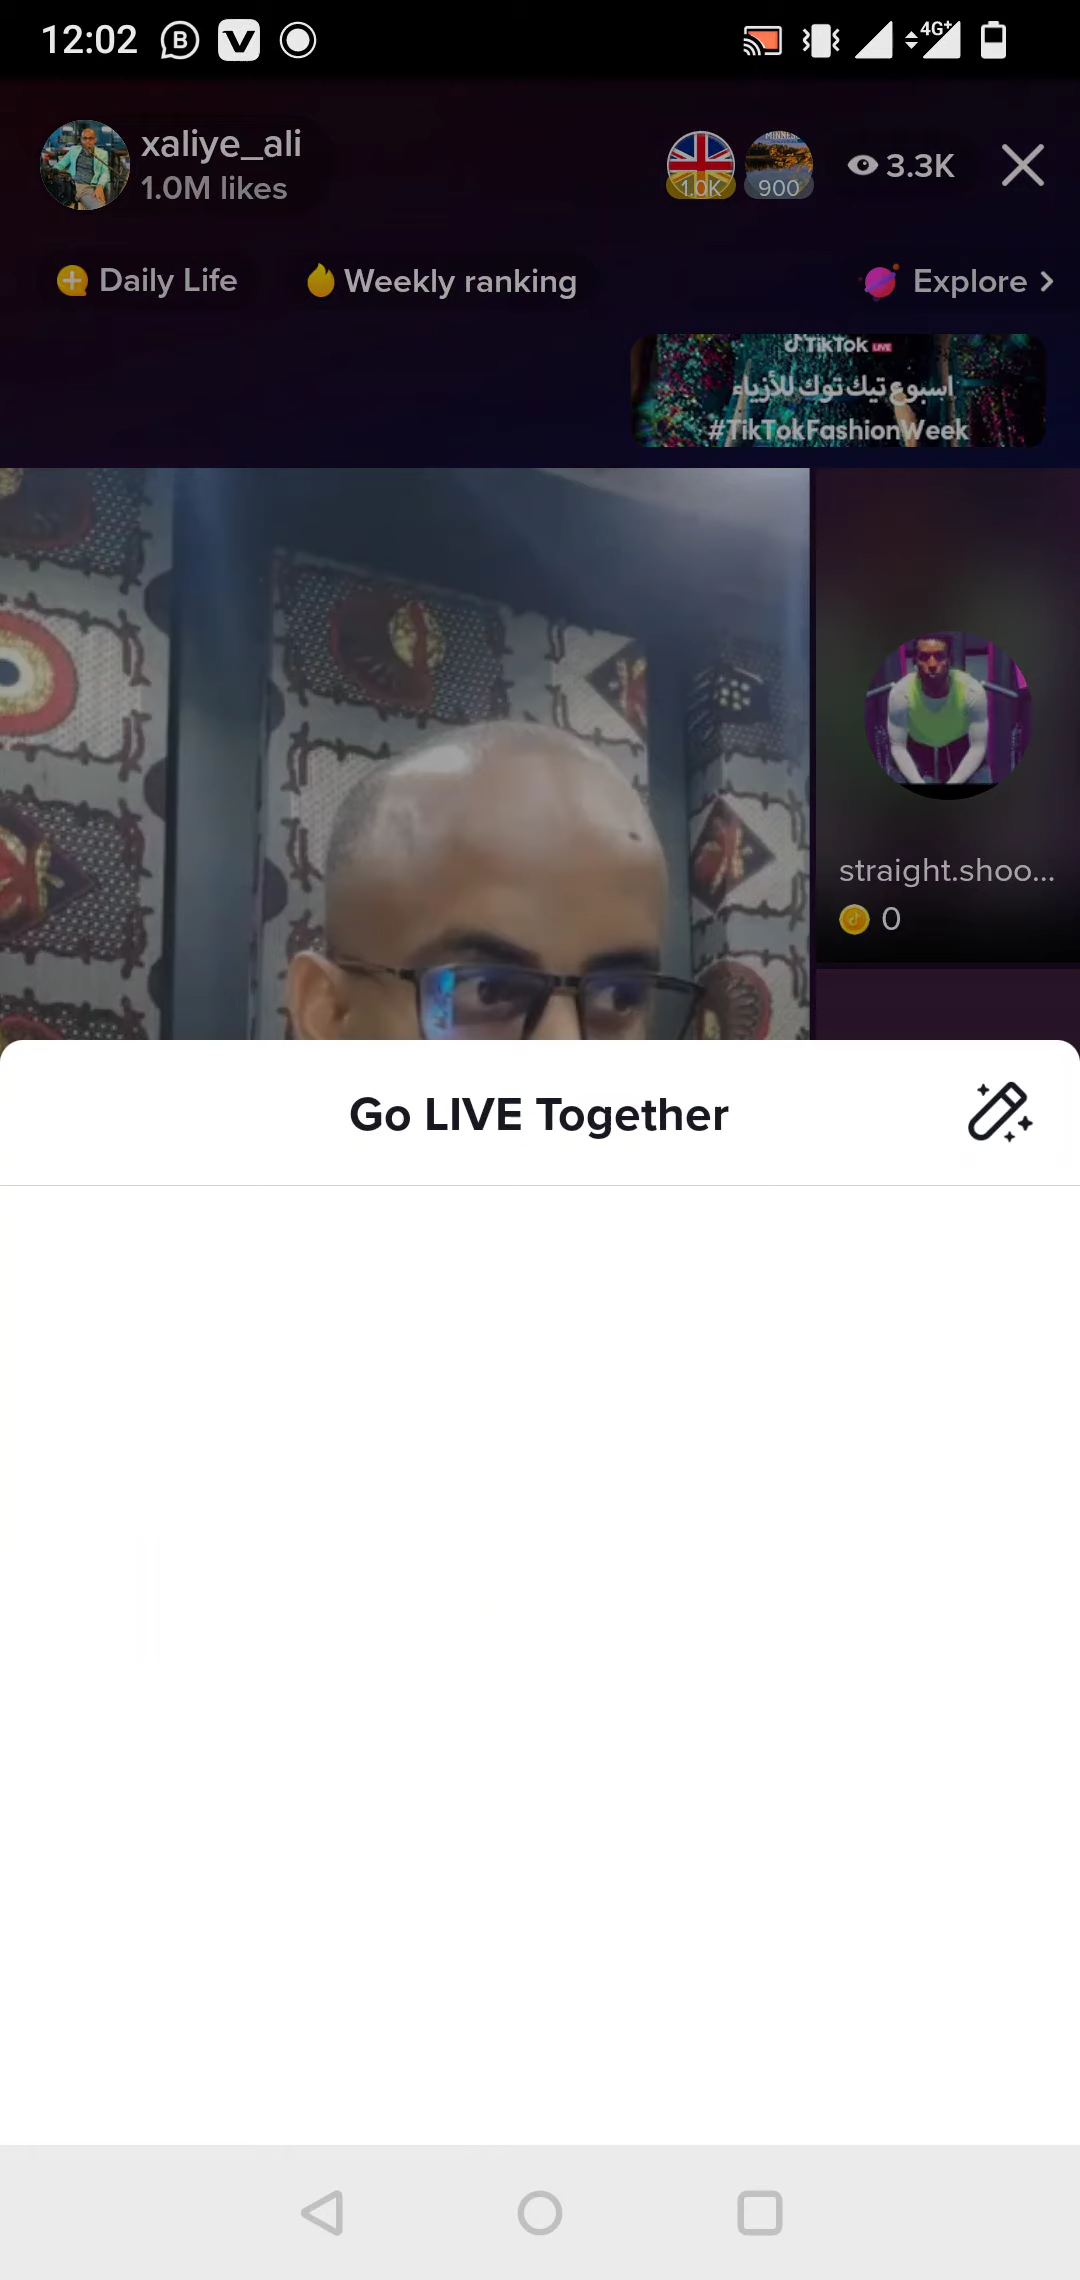 12:02
4G+
xaliye_ali
1.0M likes
1.0K
900
3.3K
Daily Life
Weekly ranking
Explore
TikTok LIVE
اسبوع تيك توك للأزياء
#TikTokFashionWeek
straight.shoo...
0
Go LIVE Together